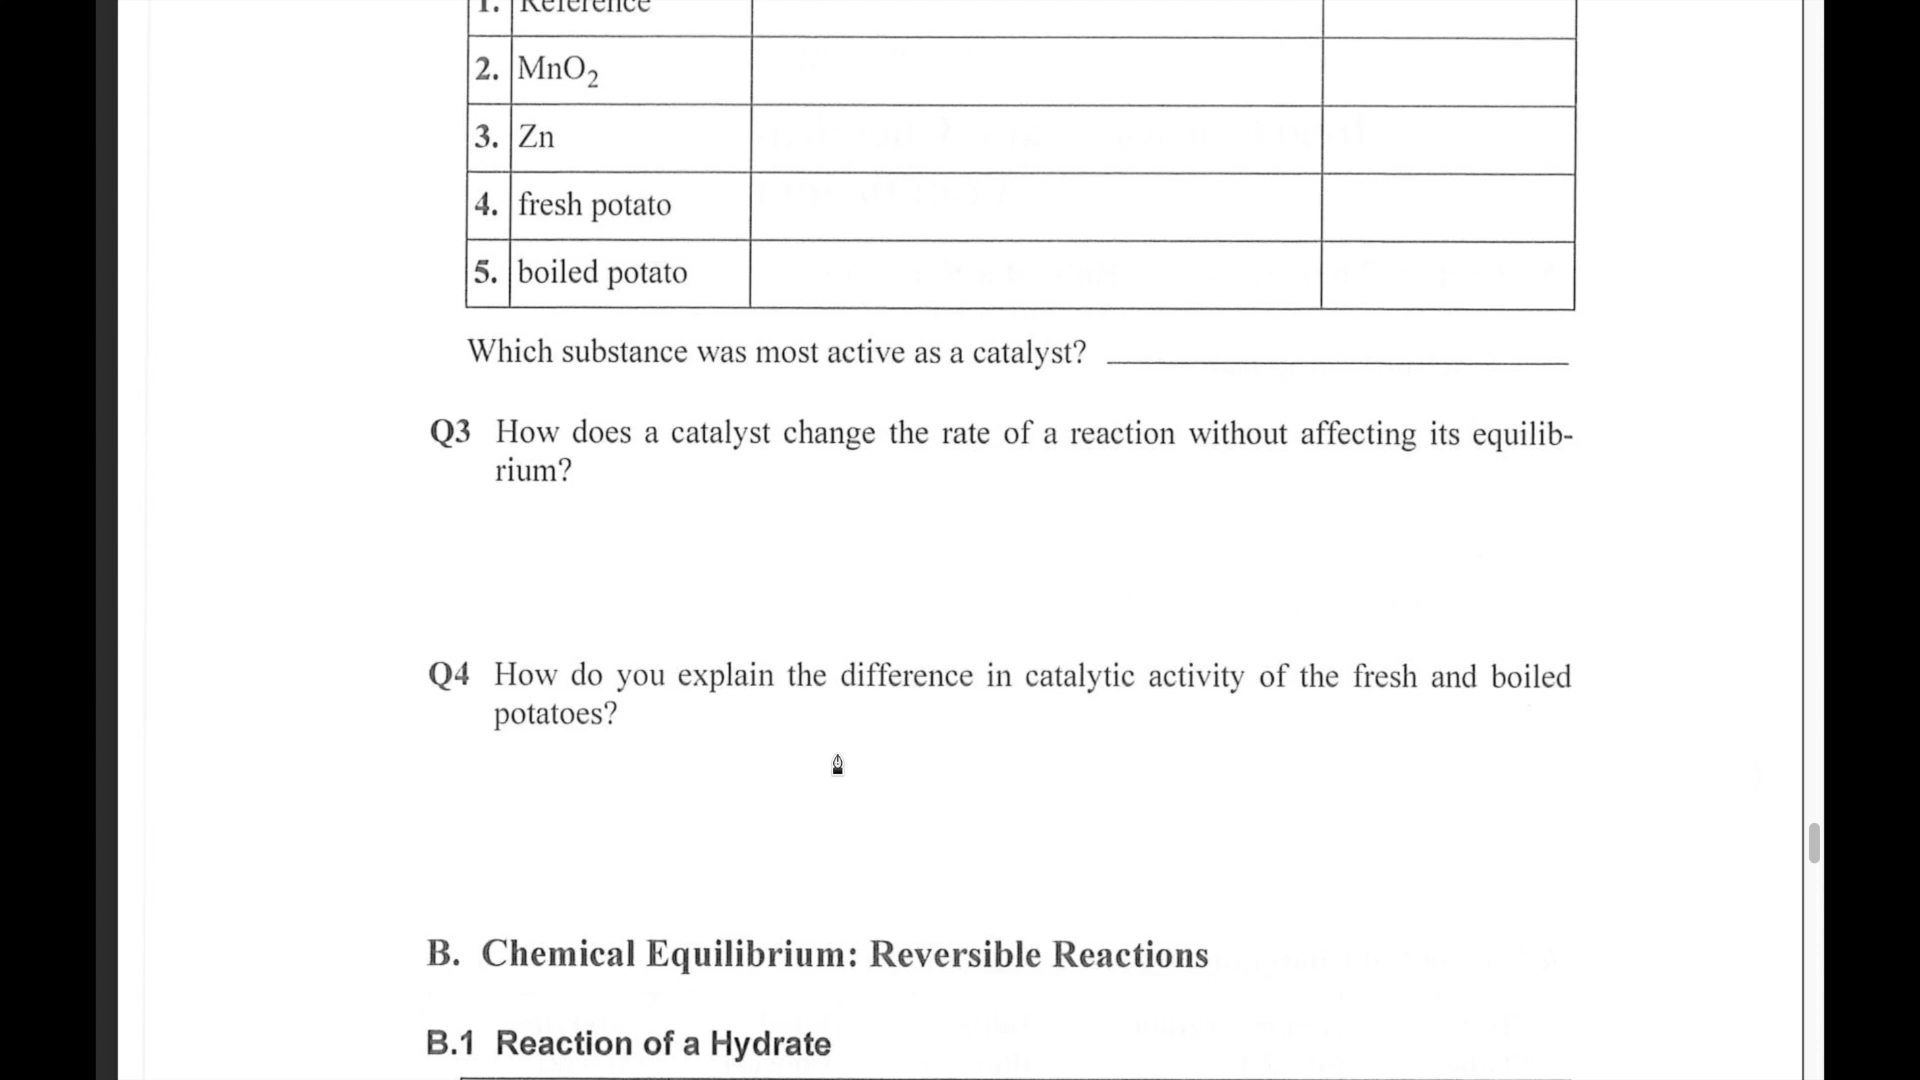 1. Reference
2. MnO₂
3. Zn
4. fresh potato
5. boiled potato
Which substance was most active as a catalyst?
Q3 How does a catalyst change the rate of a reaction without affecting its equilib-
rium?
Q4 How do you explain the difference in catalytic activity of the fresh and boiled
potatoes?
B. Chemical Equilibrium: Reversible Reactions
B.1 Reaction of a Hydrate